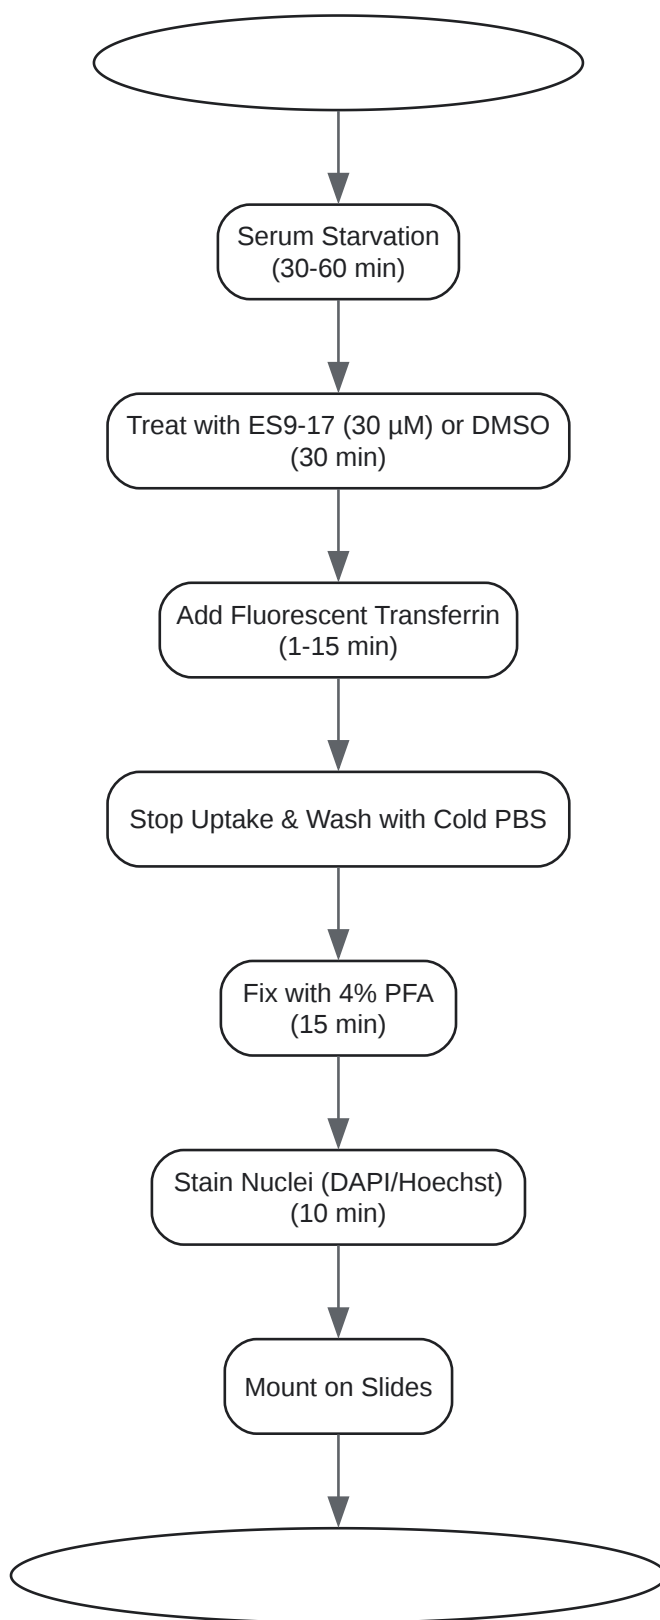 Serum Starvation
(30-60 min)
Treat with ES9-17 (30 µM) or DMSO
(30 min)
Add Fluorescent Transferrin
(1-15 min)
Stop Uptake & Wash with Cold PBS
Fix with 4% PFA
(15 min)
Stain Nuclei (DAPI/Hoechst)
(10 min)
Mount on Slides